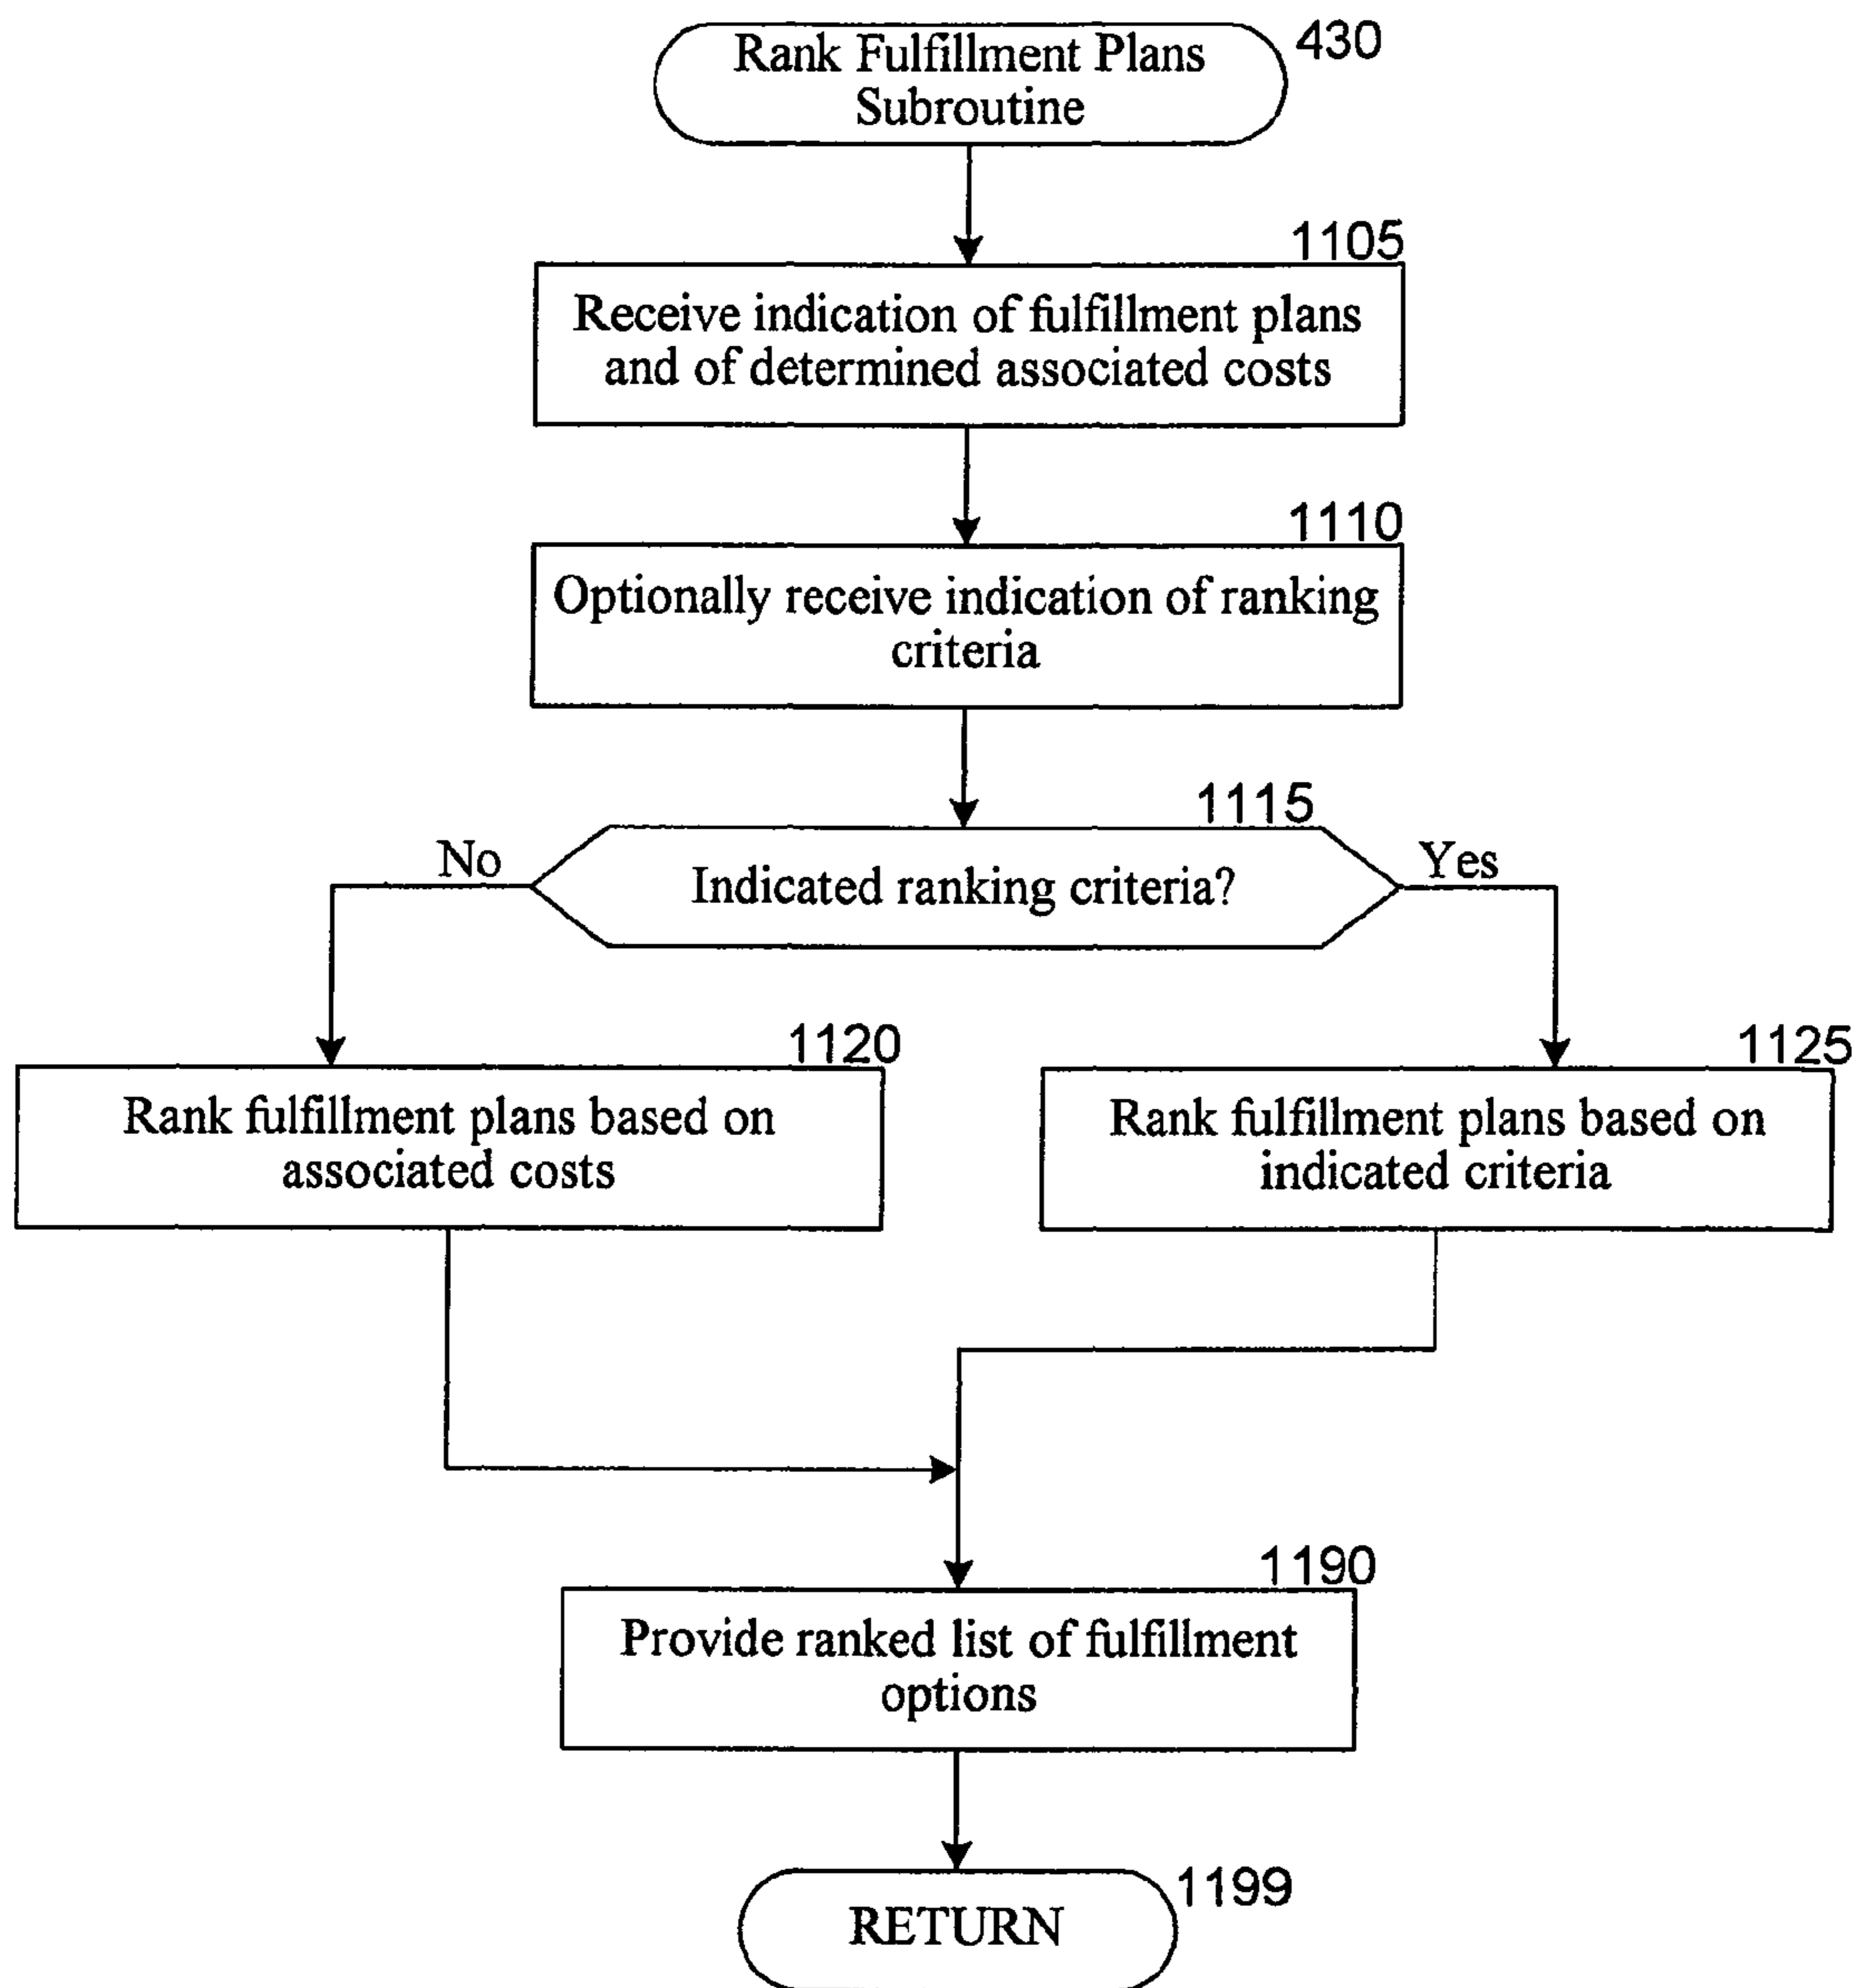 Rank Fulfillment Plans
Subroutine
430
1105
Receive indication of fulfillment plans
and of determined associated costs
1110
Optionally receive indication of ranking
criteria
1115
No
Indicated ranking criteria?
Yes
1120
Rank fulfillment plans based on
associated costs
1125
Rank fulfillment plans based on
indicated criteria
1190
Provide ranked list of fulfillment
options
RETURN
1199